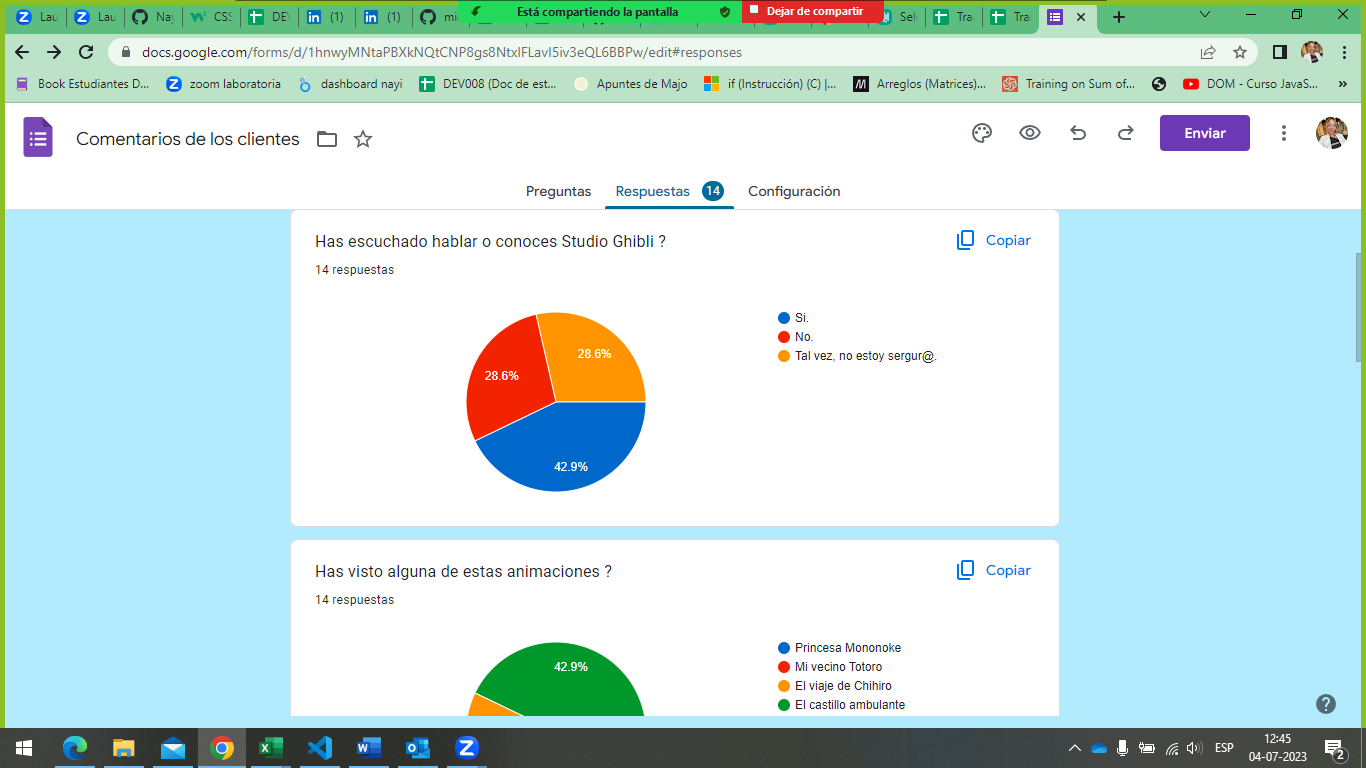 Está compartiendo la pantalla
Dejar de compartir
Lau
Lau
Nay
CSS
DEV
(1)
(1)
mi
Sele
Tra
Tra
docs.google.com/forms/d/1hnwyMNtaPBXkNQtCNP8gs8NtxIFLavI5iv3eQL6BBPw/edit#responses
Book Estudiantes D...
zoom laboratoria
dashboard nayi
DEV008 (Doc de est...
Apuntes de Majo
if (Instrucción) (C) |...
Arreglos (Matrices)...
Training on Sum of...
DOM - Curso JavaS...
Comentarios de los clientes
Enviar
Preguntas
Respuestas 14
Configuración
Has escuchado hablar o conoces Studio Ghibli ?
Copiar
14 respuestas
Si.
No.
Tal vez, no estoy sergur@.
28.6%
28.6%
42.9%
Has visto alguna de estas animaciones ?
Copiar
14 respuestas
42.9%
Princesa Mononoke
Mi vecino Totoro
El viaje de Chihiro
El castillo ambulante
ESP
12:45
04-07-2023
2